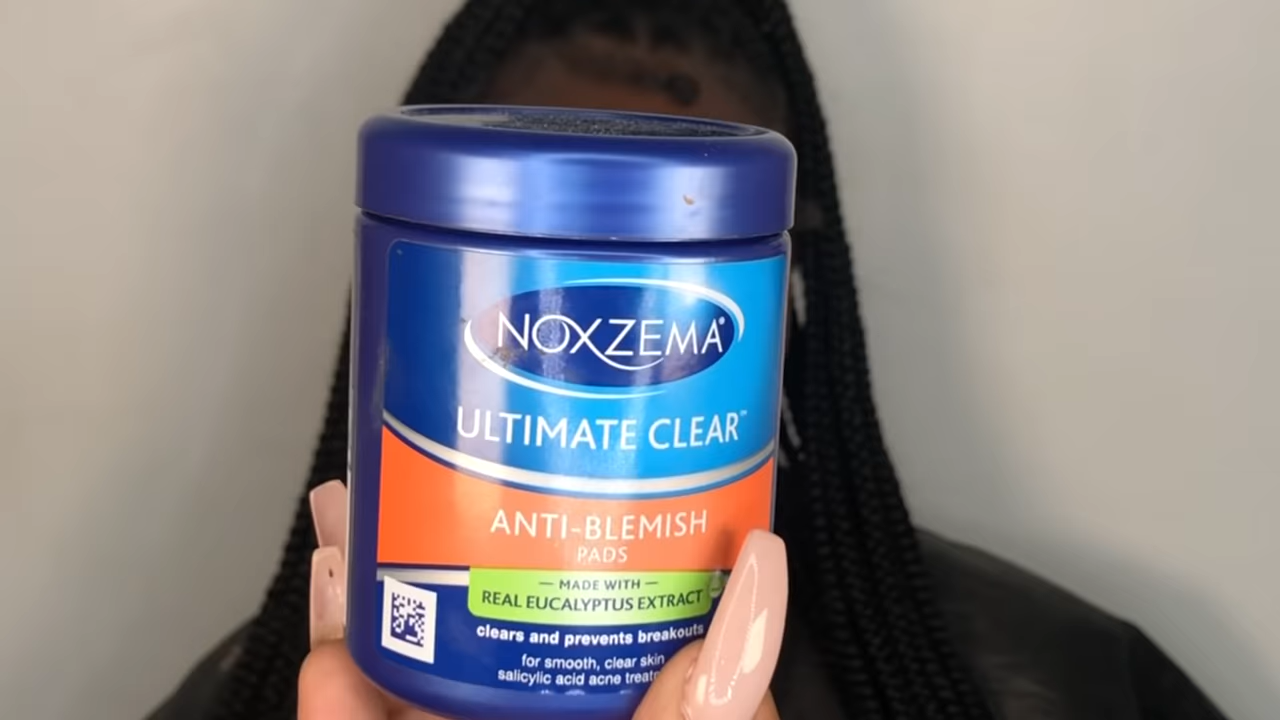 NOXZEMA®
ULTIMATE CLEAR™
ANTI-BLEMISH
PADS
— MADE WITH —
REAL EUCALYPTUS EXTRACT
clears and prevents breakouts
for smooth, clear skin
salicylic acid acne